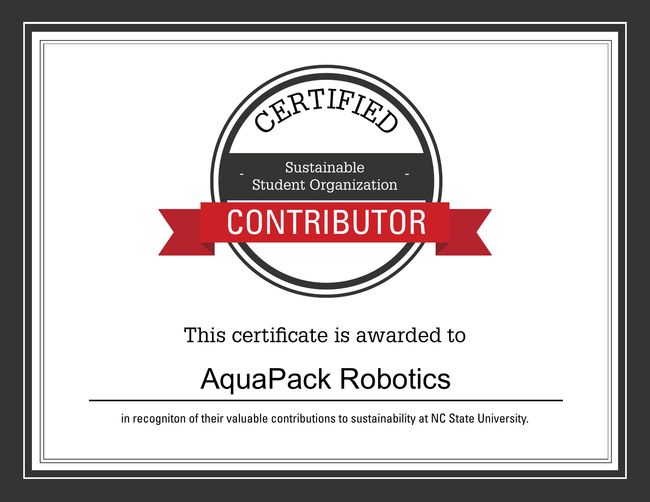 CERTIFIED
- Sustainable -
Student Organization
CONTRIBUTOR
This certificate is awarded to
AquaPack Robotics
in recogniton of their valuable contributions to sustainability at NC State University.